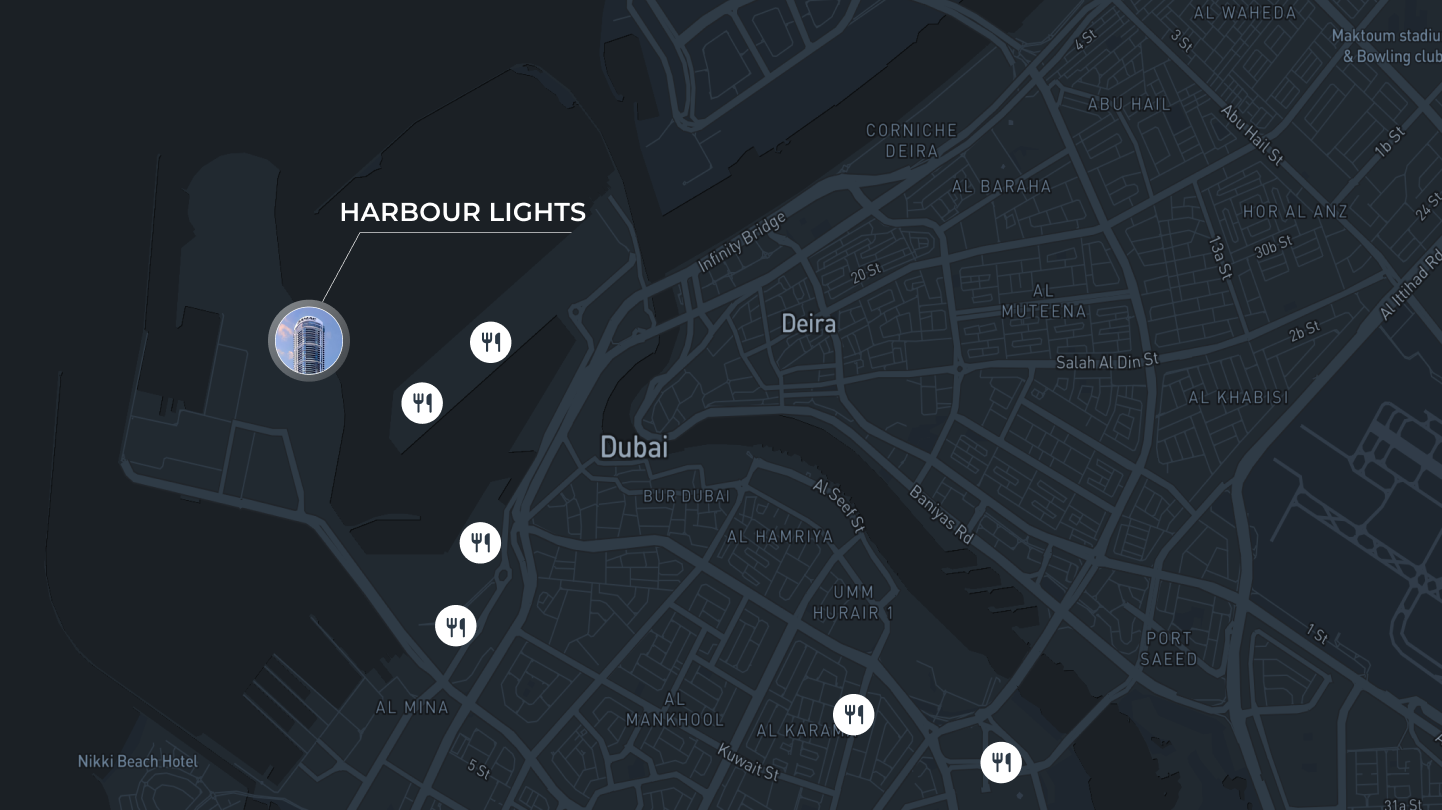 AL WAHEDA
4 St
3 St
Maktoum stadiu
& Bowling club
ABU HAIL
Abu Hail St
1b St
CORNICHE
DEIRA
AL BARAHA
HOR AL ANZ
24 St
HARBOUR LIGHTS
Infinity Bridge
13a St
30b St
20 St
Al Ittihad Rd
AL
MUTEENA
Deira
2b St
Salah Al Din St
AL KHABISI
Dubai
BUR DUBAI
Al Seef St
Baniyas Rd
AL HAMRIYA
UMM
HURAIR 1
1 St
PORT
SAEED
AL MINA
AL
MANKHOOL
AL KARAM
Kuwait St
Nikki Beach Hotel
5 St
31a St